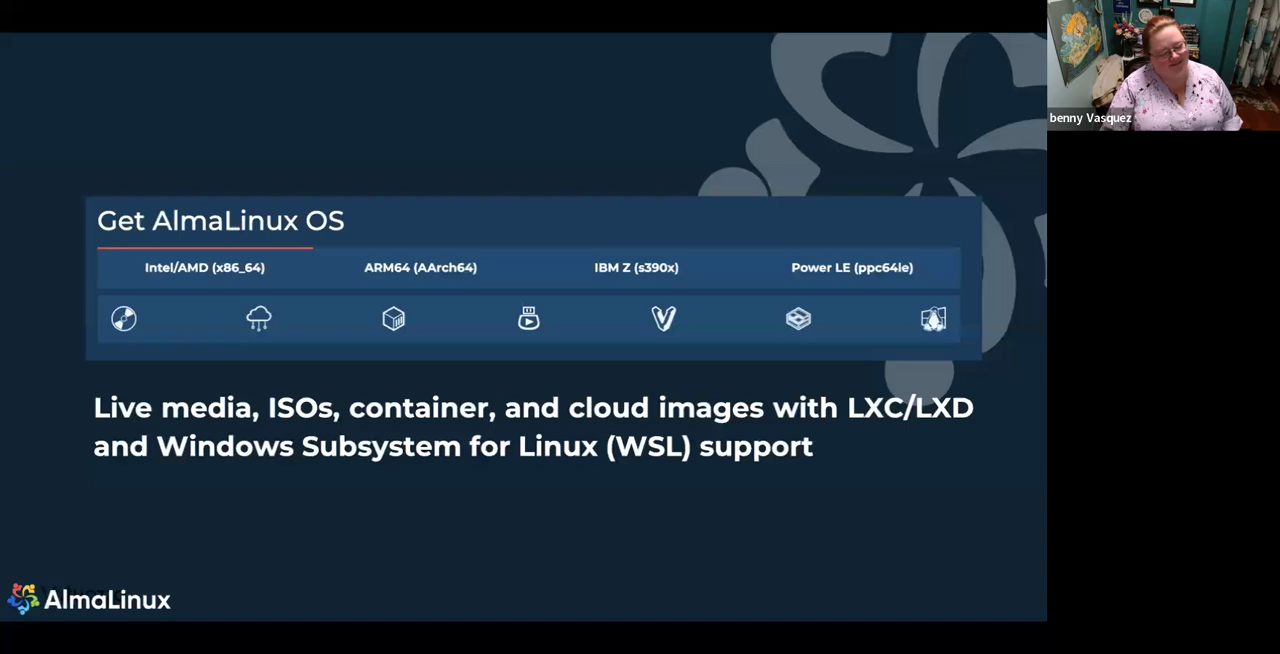 benny Vasquez
Get AlmaLinux OS
Intel/AMD (x86_64)
ARM64 (AArch64)
IBM Z (s390x)
Power LE (ppc64le)
Live media, ISOs, container, and cloud images with LXC/LXD
and Windows Subsystem for Linux (WSL) support
AlmaLinux